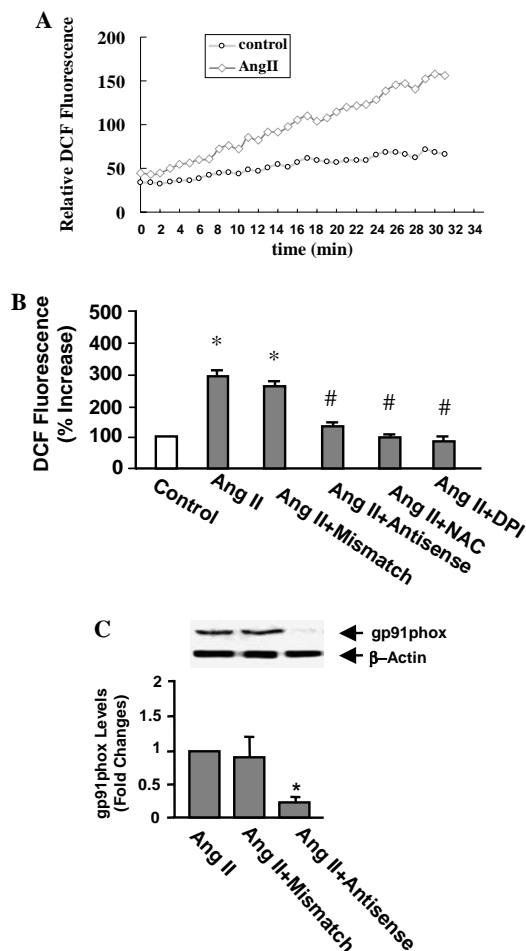 A
control
AngII
Relative DCF Fluorescence
200
150
100
50
0
0 2 4 6 8 10 12 14 16 18 20 22 24 26 28 30 32 34
time (min)
B
DCF Fluorescence
(% Increase)
500
400
300
200
100
0
* * # # #
Control
Ang II
Ang II+Mismatch
Ang II+Antisense
Ang II+NAC
Ang II+DPI
C
gp91phox
β–Actin
gp91phox Levels
(Fold Changes)
2
1.5
1
0.5
0
*
Ang II
Ang II+Mismatch
Ang II+Antisense